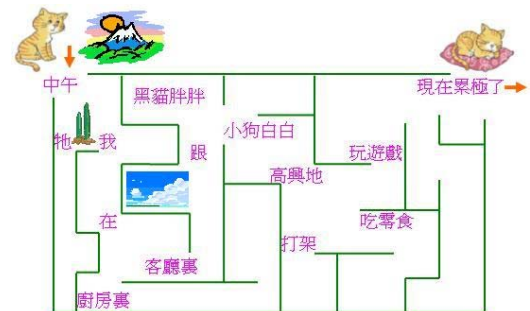 中午
現在累極了
黑貓胖胖
小狗白白
牠
我
跟
玩遊戲
高興地
在
吃零食
打架
客廳裏
廚房裏